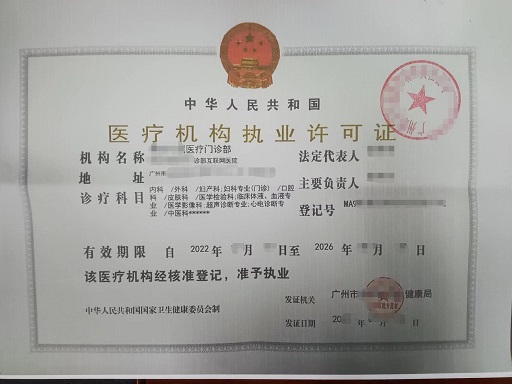 中华人民共和国
医疗机构执业许可证
机构名称 医疗门诊部 法定代表人
诊部互联网医院
地址 广州市 主要负责人
诊疗科目 内科 /外科 /妇产科;妇科专业(门诊) /口腔
科 /皮肤科 /医学检验科;临床体液、血液专
业 /医学影像科;超声诊断专业;心电诊断专
业 /中医科******
登记号 MA5
有效期限 自 2022 年 月 日至 2026 年 月 日
该医疗机构经核准登记，准予执业
发证机关 广州市 健康局
中华人民共和国国家卫生健康委员会制
发证日期 20 年 月 日